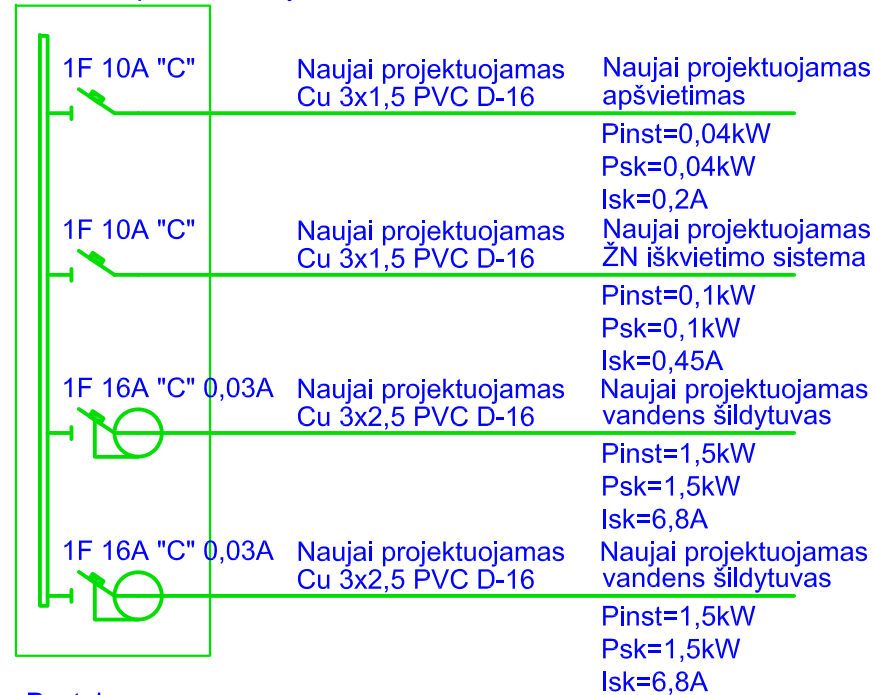 1F 10A "C"
Naujai projektuojamas
Cu 3x1,5 PVC D-16
Naujai projektuojamas
apšvietimas
Pinst=0,04kW
Psk=0,04kW
Isk=0,2A
1F 10A "C"
Naujai projektuojamas
Cu 3x1,5 PVC D-16
Naujai projektuojamas
ŽN iškvietimo sistema
Pinst=0,1kW
Psk=0,1kW
Isk=0,45A
1F 16A "C" 0,03A
Naujai projektuojamas
Cu 3x2,5 PVC D-16
Naujai projektuojamas
vandens šildytuvas
Pinst=1,5kW
Psk=1,5kW
Isk=6,8A
1F 16A "C" 0,03A
Naujai projektuojamas
Cu 3x2,5 PVC D-16
Naujai projektuojamas
vandens šildytuvas
Pinst=1,5kW
Psk=1,5kW
Isk=6,8A